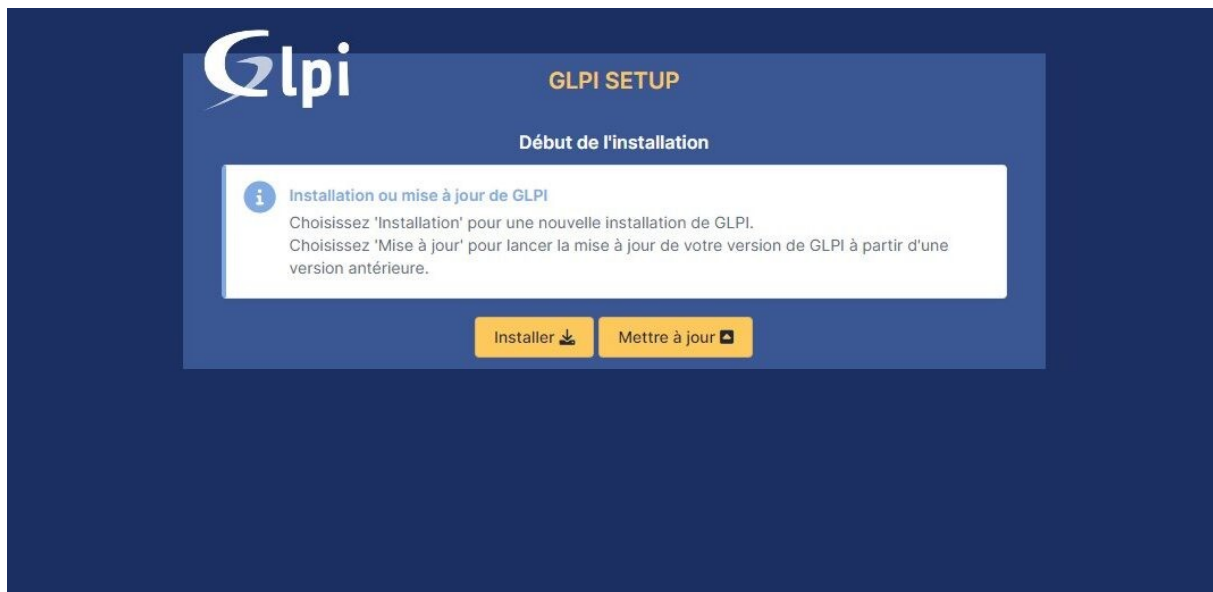 Glpi
GLPI SETUP
Début de l'installation
Installation ou mise à jour de GLPI
Choisissez 'Installation' pour une nouvelle installation de GLPI.
Choisissez 'Mise à jour' pour lancer la mise à jour de votre version de GLPI à partir d'une
version antérieure.
Installer
Mettre à jour